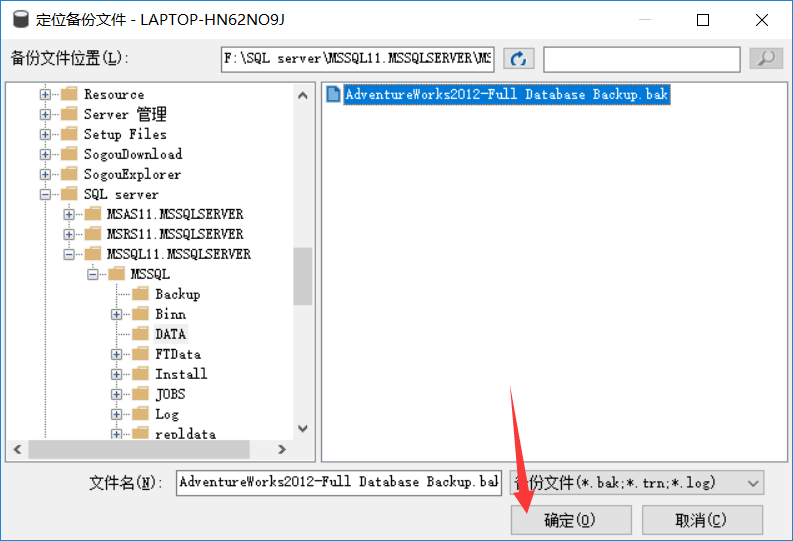 定位备份文件 - LAPTOP-HN62NO9J
备份文件位置(L):
F:\SQL server\MSSQL11.MSSQLSERVER\MS
Resource
Server 管理
Setup Files
SogouDownload
SogouExplorer
SQL server
MSAS11.MSSQLSERVER
MSRS11.MSSQLSERVER
MSSQL11.MSSQLSERVER
MSSQL
Backup
Binn
DATA
FTData
Install
JOBS
Log
repldata
AdventureWorks2012-Full Database Backup.bak
文件名(N):
AdventureWorks2012-Full Database Backup.bak
备份文件(*.bak;*.trn;*.log)
确定(O)
取消(C)